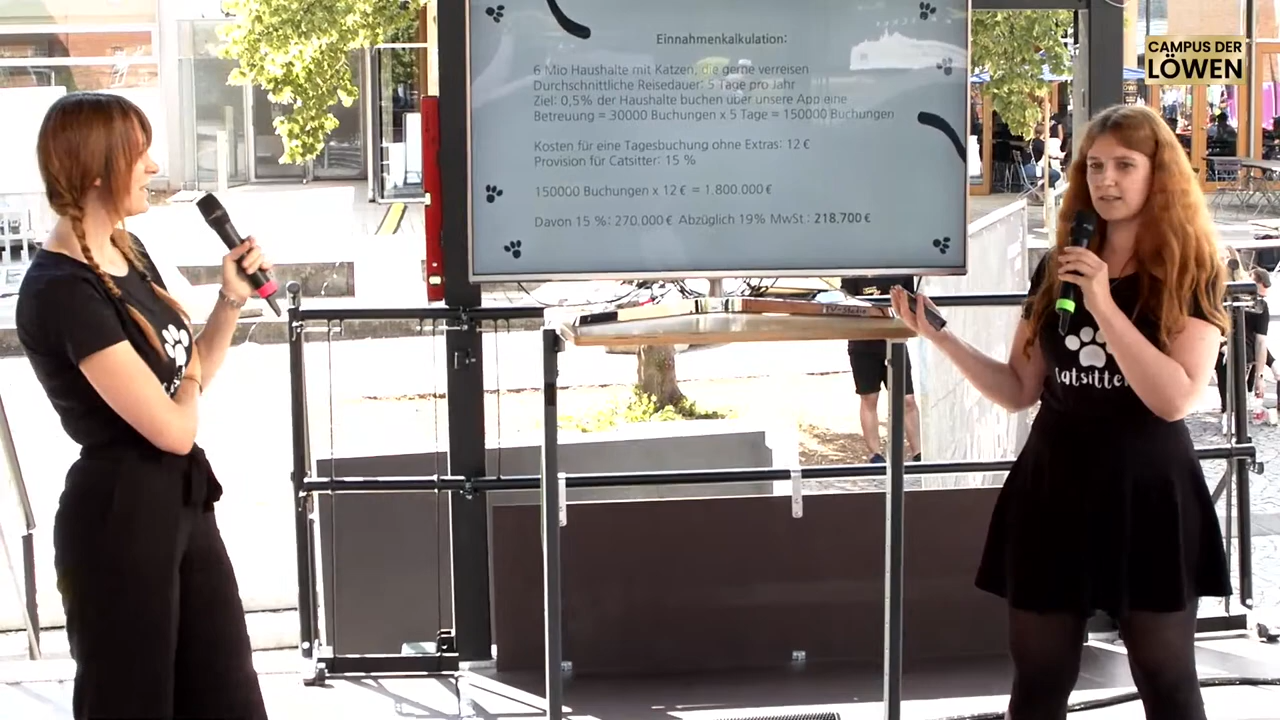 CAMPUS DER
LÖWEN
Einnahmenkalkulation:
6 Mio Haushalte mit Katzen, die gerne verreisen
Durchschnittliche Reisedauer: 5 Tage pro Jahr
Ziel: 0,5% der Haushalte buchen über unsere App eine
Betreuung = 30000 Buchungen x 5 Tage = 150000 Buchungen
Kosten für eine Tagesbuchung ohne Extras: 12 €
Provision für Catsitter: 15 %
150000 Buchungen x 12 € = 1.800.000 €
Davon 15 %: 270.000 € Abzüglich 19% MwSt.: 218,700 €
TV-Studio
Catsitter